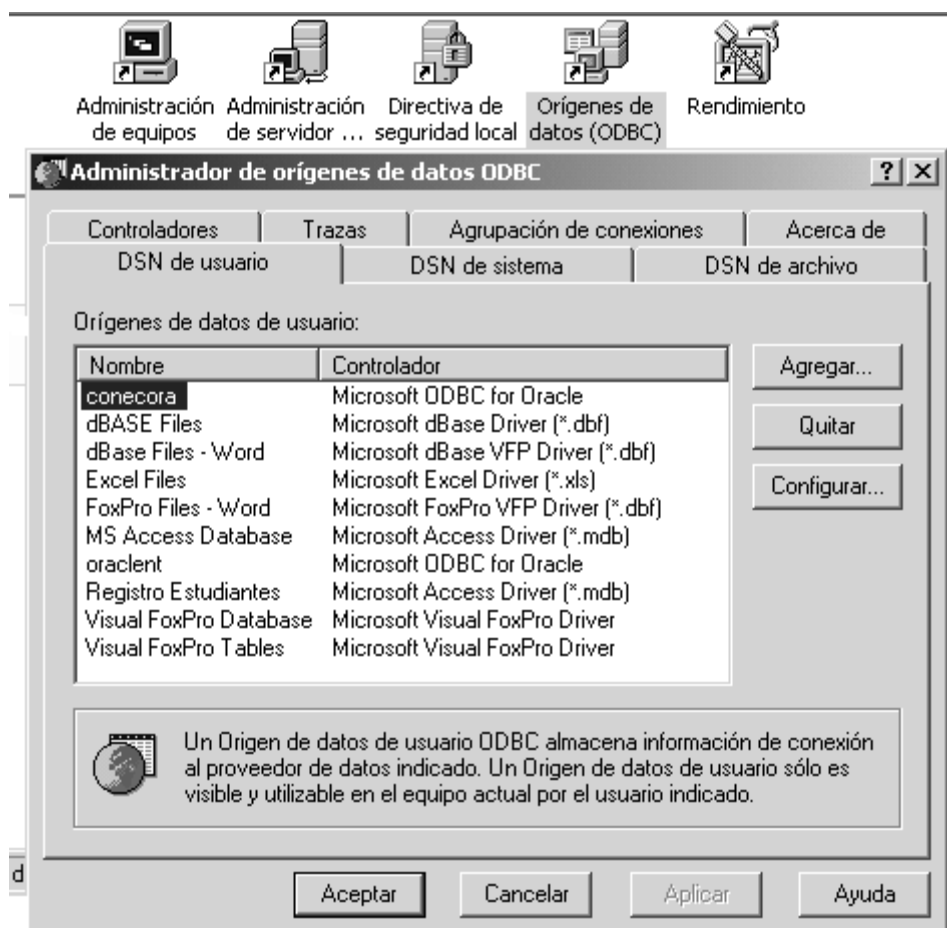 Administración de equipos
Administración de servidor ...
Directiva de seguridad local
Orígenes de datos (ODBC)
Rendimiento
Administrador de orígenes de datos ODBC
Controladores Trazas Agrupación de conexiones Acerca de
DSN de usuario DSN de sistema DSN de archivo
Orígenes de datos de usuario:
Nombre Controlador
conecora Microsoft ODBC for Oracle
dBASE Files Microsoft dBase Driver (*.dbf)
dBase Files - Word Microsoft dBase VFP Driver (*.dbf)
Excel Files Microsoft Excel Driver (*.xls)
FoxPro Files - Word Microsoft FoxPro VFP Driver (*.dbf)
MS Access Database Microsoft Access Driver (*.mdb)
oraclent Microsoft ODBC for Oracle
Registro Estudiantes Microsoft Access Driver (*.mdb)
Visual FoxPro Database Microsoft Visual FoxPro Driver
Visual FoxPro Tables Microsoft Visual FoxPro Driver
Agregar...
Quitar
Configurar...
Un Origen de datos de usuario ODBC almacena información de conexión
al proveedor de datos indicado. Un Origen de datos de usuario sólo es
visible y utilizable en el equipo actual por el usuario indicado.
d
Aceptar Cancelar Aplicar Ayuda